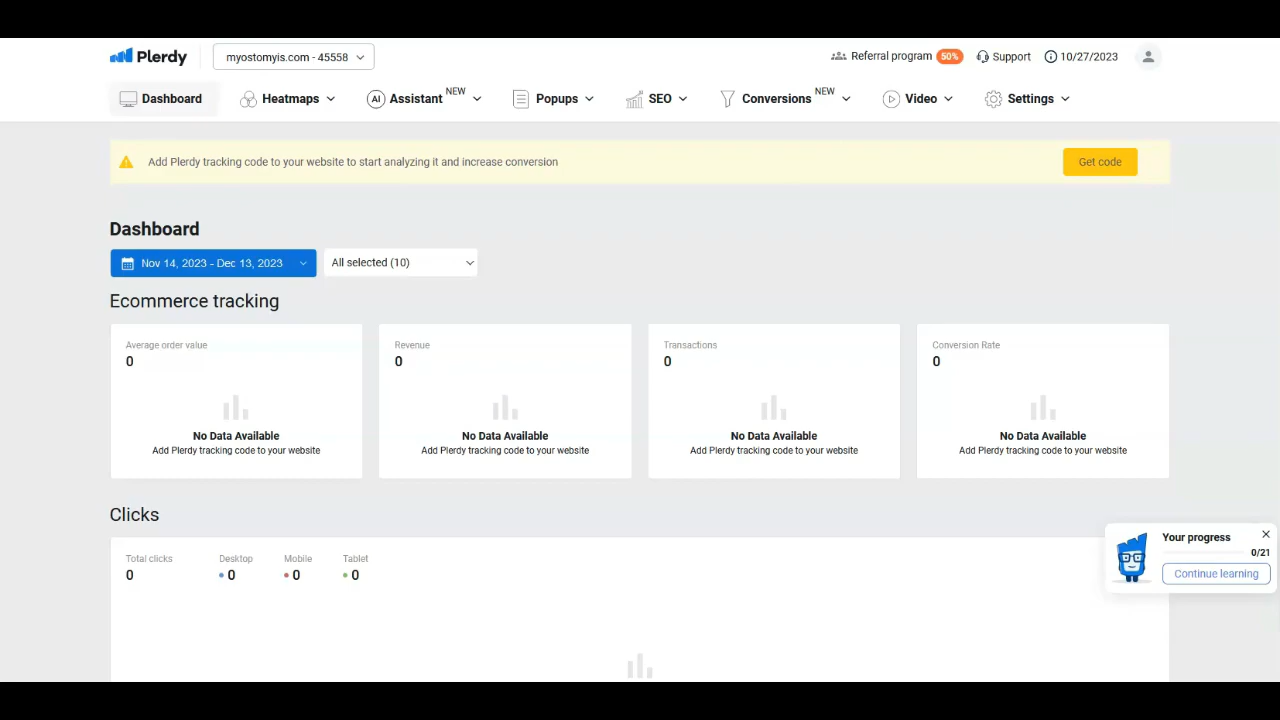 Plerdy
myostomyis.com - 45558
Referral program 50% Support 10/27/2023
Dashboard Heatmaps AI Assistant NEW Popups SEO Conversions NEW Video Settings
Add Plerdy tracking code to your website to start analyzing it and increase conversion
Get code
Dashboard
Nov 14, 2023 - Dec 13, 2023
All selected (10)
Ecommerce tracking
Average order value
0
No Data Available
Add Plerdy tracking code to your website
Revenue
0
No Data Available
Add Plerdy tracking code to your website
Transactions
0
No Data Available
Add Plerdy tracking code to your website
Conversion Rate
0
No Data Available
Add Plerdy tracking code to your website
Clicks
Total clicks Desktop Mobile Tablet
0 0 0 0
Your progress
0/21
Continue learning